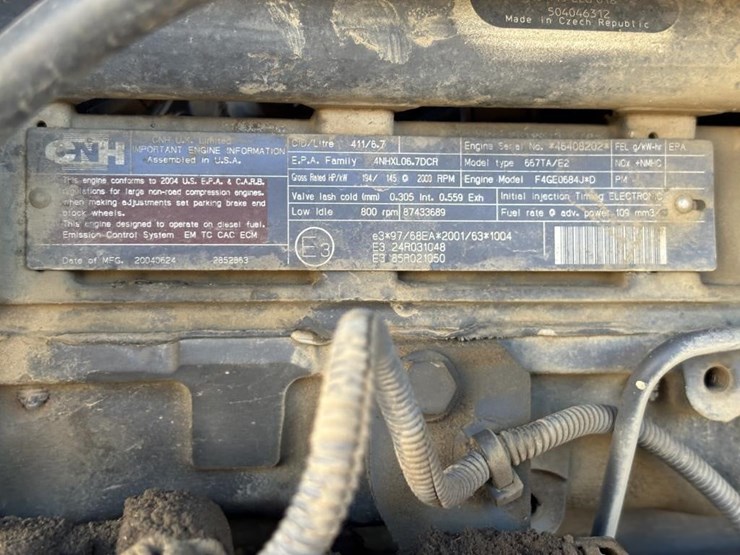 504046312
Made in Czech Republic
CNH
IMPORTANT ENGINE INFORMATION
Assembled in U.S.A.
This engine conforms to 2004 U.S. E.P.A. & C.A.R.B.
regulations for large non-road compression engines.
when making adjustments set parking brake and
block wheels.
This engine designed to operate on diesel fuel.
Emission Control System EM TC CAC ECM
Date of MFG. 20040624 2852863
CID/Litre 411/6.7
E.P.A. Family 4NHXL06.7DCR
Gross Rated HP/KW 194/ 145 @ 2000 RPM
Valve lash cold (mm) 0.305 Int. 0.559 Exh
Low idle 800 rpm 87433689
E3
e3*97/68EA*2001/63*1004
E3 24R031048
E3 85R021050
Engine Serial No. *46408202*
Model type 667TA/E2
Engine Model F4GE0684J*D
Initial Injection Timing ELECTRONIC
Fuel rate @ adv. power 109 mm3
FEL g/kW-hr EPA
NOx +NMHC
PM